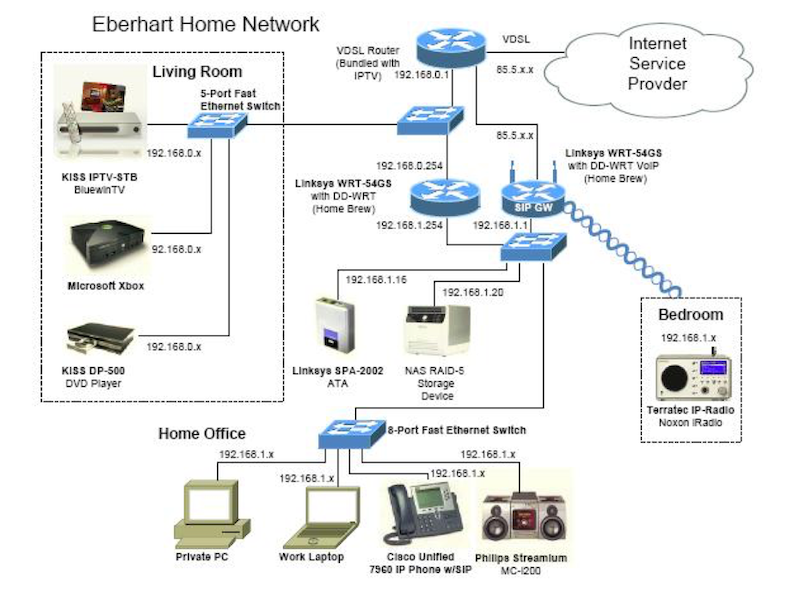 Eberhart Home Network
VDSL Router
(Bundled with
IPTV)
192.168.0.1
VDSL
85.5.x.x
Internet
Service
Provder
Living Room
5-Port Fast
Ethernet Switch
192.168.0.x
KISS IPTV-STB
BluewinTV
192.168.0.x
Microsoft Xbox
192.168.0.x
KISS DP-500
DVD Player
85.5.x.x
192.168.0.254
Linksys WRT-54GS
with DD-WRT
(Home Brew)
192.168.1.254
Linksys WRT-54GS
with DD-WRT VoIP
(Home Brew)
SIP GW
192.168.1.1
192.168.1.16
192.168.1.20
Linksys SPA-2002
ATA
NAS RAID-5
Storage
Device
Bedroom
192.168.1.x
Terratec IP-Radio
Noxon iRadio
Home Office
8-Port Fast Ethernet Switch
192.168.1.x
192.168.1.x
192.168.1.x
192.168.1.x
Private PC
Work Laptop
Cisco Unified
7960 IP Phone w/SIP
Philips Streamium
MC-i200